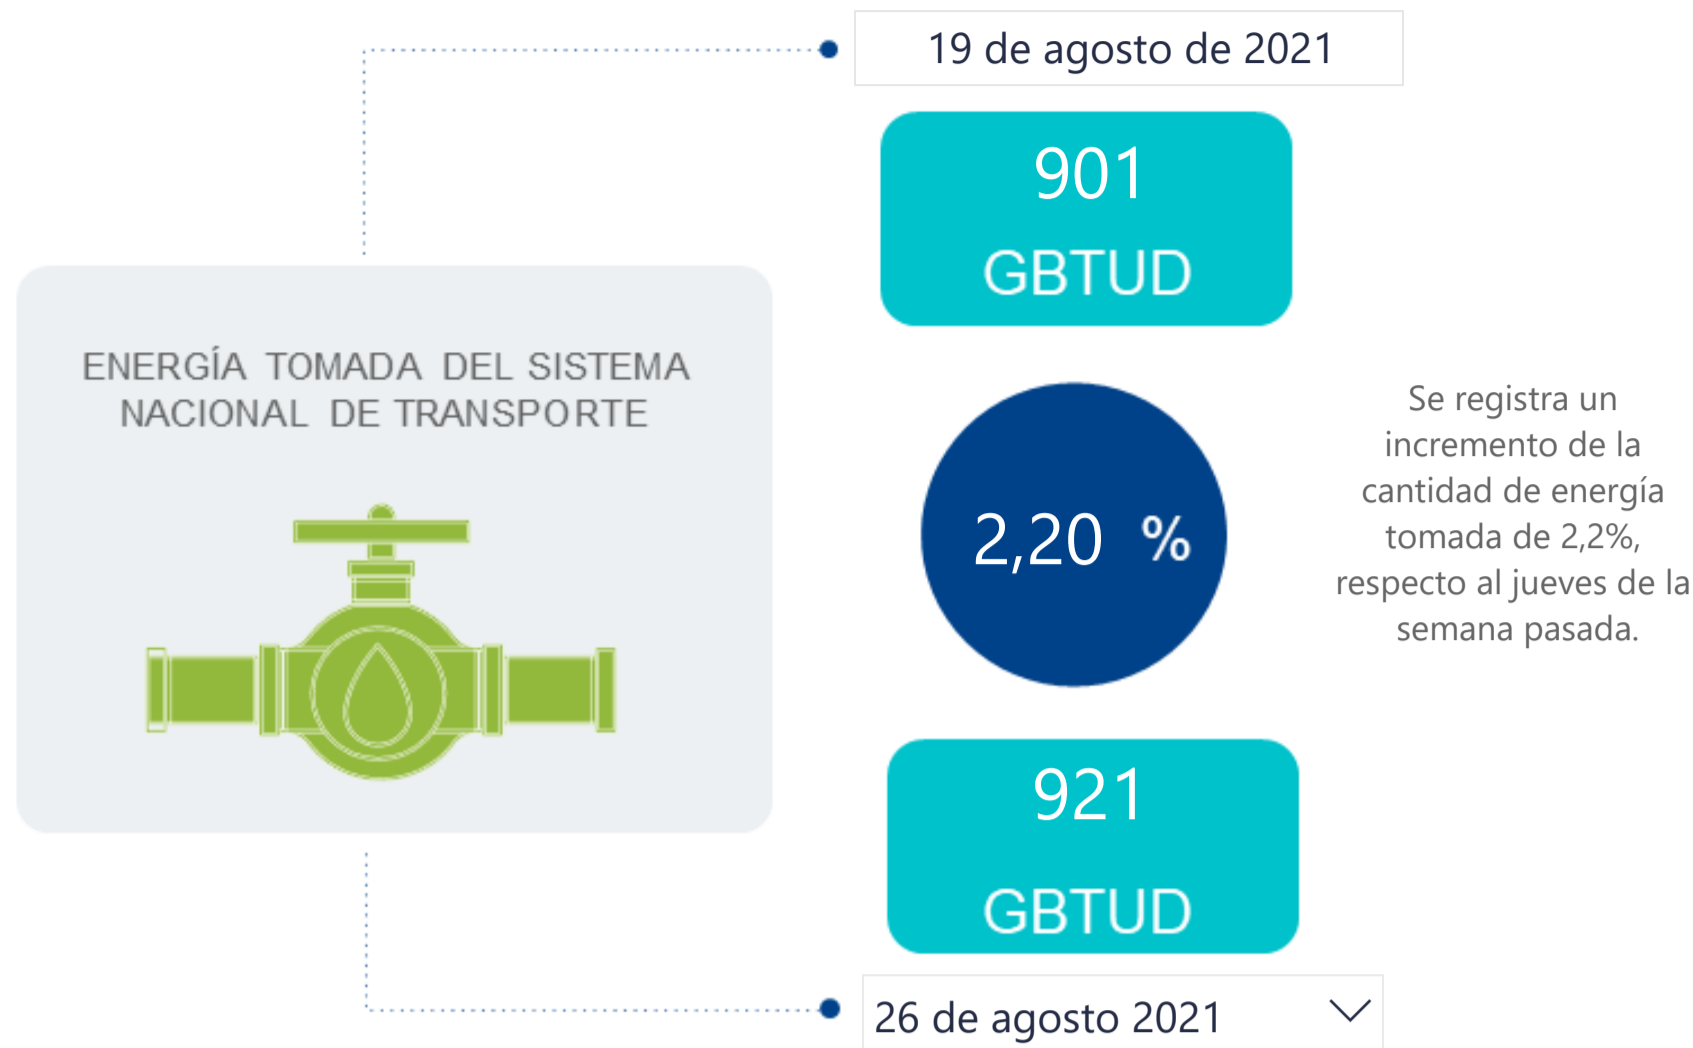 19 de agosto de 2021
901
GBTUD
ENERGÍA TOMADA DEL SISTEMA
NACIONAL DE TRANSPORTE
2,20 %
Se registra un
incremento de la
cantidad de energía
tomada de 2,2%,
respecto al jueves de la
semana pasada.
921
GBTUD
26 de agosto 2021